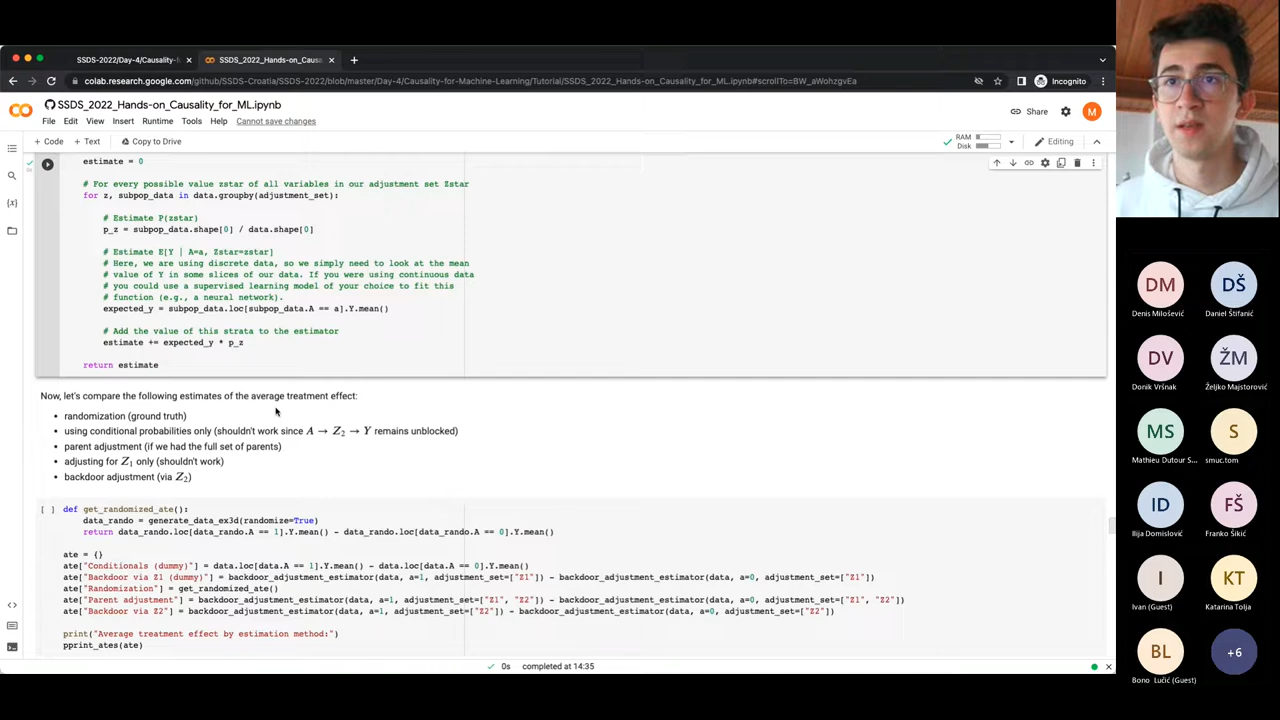 SSDS-2022/Day-4/Causality-f
SSDS_2022_Hands-on_Causa
colab.research.google.com/github/SSDS-Croatia/SSDS-2022/blob/master/Day-4/Causality-for-Machine-Learning/Tutorial/SSDS_2022_Hands-on_Causality_for_ML.ipynb#scrollTo=BW_aWohzgvEa
Incognito
SSDS_2022_Hands-on_Causality_for_ML.ipynb
File Edit View Insert Runtime Tools Help Cannot save changes
Share
M
+ Code + Text Copy to Drive
RAM
Disk
Editing
estimate = 0
# For every possible value zstar of all variables in our adjustment set Zstar
for z, subpop_data in data.groupby(adjustment_set):
# Estimate P(zstar)
p_z = subpop_data.shape[0] / data.shape[0]
# Estimate E[Y | A=a, Zstar=zstar]
# Here, we are using discrete data, so we simply need to look at the mean
# value of Y in some slices of our data. If you were using continuous data
# you could use a supervised learning model of your choice to fit this
# function (e.g., a neural network).
expected_y = subpop_data.loc[subpop_data.A == a].Y.mean()
# Add the value of this strata to the estimator
estimate += expected_y * p_z
return estimate
Now, let's compare the following estimates of the average treatment effect:
• randomization (ground truth)
• using conditional probabilities only (shouldn't work since A → Z₂ → Y remains unblocked)
• parent adjustment (if we had the full set of parents)
• adjusting for Z₁ only (shouldn't work)
• backdoor adjustment (via Z₂)
[ ] def get_randomized_ate():
data_rando = generate_data_ex3d(randomize=True)
return data_rando.loc[data_rando.A == 1].Y.mean() - data_rando.loc[data_rando.A == 0].Y.mean()
ate = {}
ate["Conditionals (dummy)"] = data.loc[data.A == 1].Y.mean() - data.loc[data.A == 0].Y.mean()
ate["Backdoor via Z1 (dummy)"] = backdoor_adjustment_estimator(data, a=1, adjustment_set=["Z1"]) - backdoor_adjustment_estimator(data, a=0, adjustment_set=["Z1"])
ate["Randomization"] = get_randomized_ate()
ate["Parent adjustment"] = backdoor_adjustment_estimator(data, a=1, adjustment_set=["Z1", "Z2"]) - backdoor_adjustment_estimator(data, a=0, adjustment_set=["Z1", "Z2"])
ate["Backdoor via Z2"] = backdoor_adjustment_estimator(data, a=1, adjustment_set=["Z2"]) - backdoor_adjustment_estimator(data, a=0, adjustment_set=["Z2"])
print("Average treatment effect by estimation method:")
pprint_ates(ate)
0s completed at 14:35
DM
Denis Milošević
DŠ
Daniel Štifanić
DV
Donik Vršnak
ŽM
Željko Majstorović
MS
Mathieu Dutour S...
S
smuc.tom
ID
Ilija Domislović
FŠ
Franko Šikić
I
Ivan (Guest)
KT
Katarina Tolja
BL
Bono Lučić (Guest)
+6